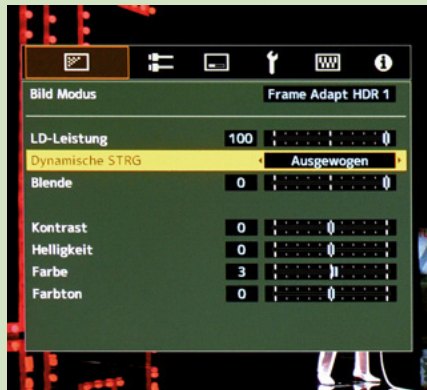 Bild Modus Frame Adapt HDR 1
LD-Leistung 100
Dynamische STRG Ausgewogen
Blende 0
Kontrast 0
Helligkeit 0
Farbe 3
Farbton 0